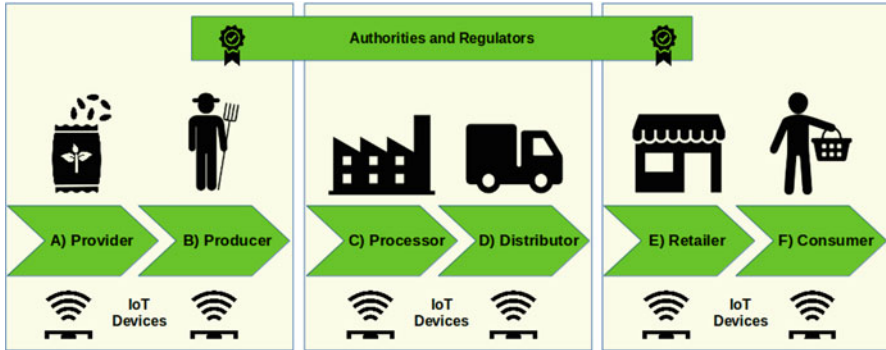 Authorities and Regulators
A) Provider
B) Producer
C) Processor
D) Distributor
E) Retailer
F) Consumer
IoT
Devices
IoT
Devices
IoT
Devices